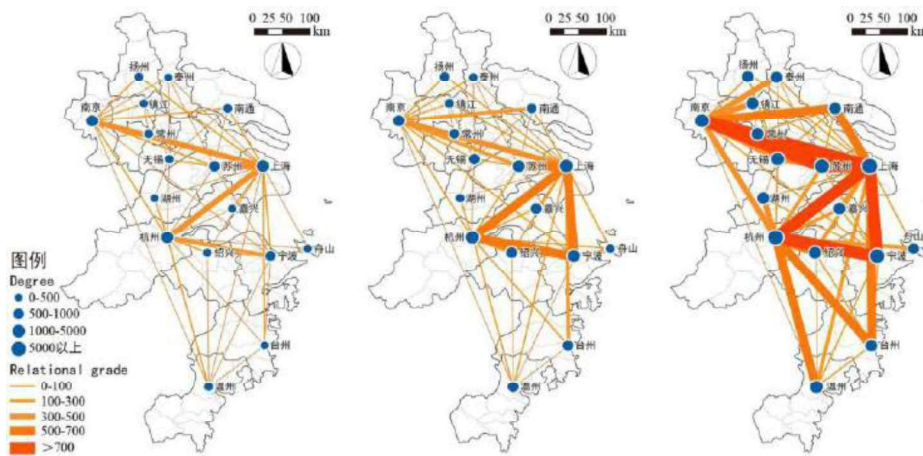 0 25 50 100
km
扬州
泰州
南京
镇江
南通
常州
无锡
苏州
上海
湖州
嘉兴
杭州
绍兴
宁波
舟山
台州
温州
图例
Degree
0-500
500-1000
1000-5000
5000以上
Relational grade
0-100
100-300
300-500
500-700
>700
0 25 50 100
km
扬州
泰州
南京
镇江
南通
常州
无锡
苏州
上海
湖州
嘉兴
杭州
绍兴
宁波
舟山
台州
温州
0 25 50 100
km
扬州
泰州
南京
镇江
南通
常州
无锡
苏州
上海
湖州
嘉兴
杭州
绍兴
宁波
舟山
台州
温州